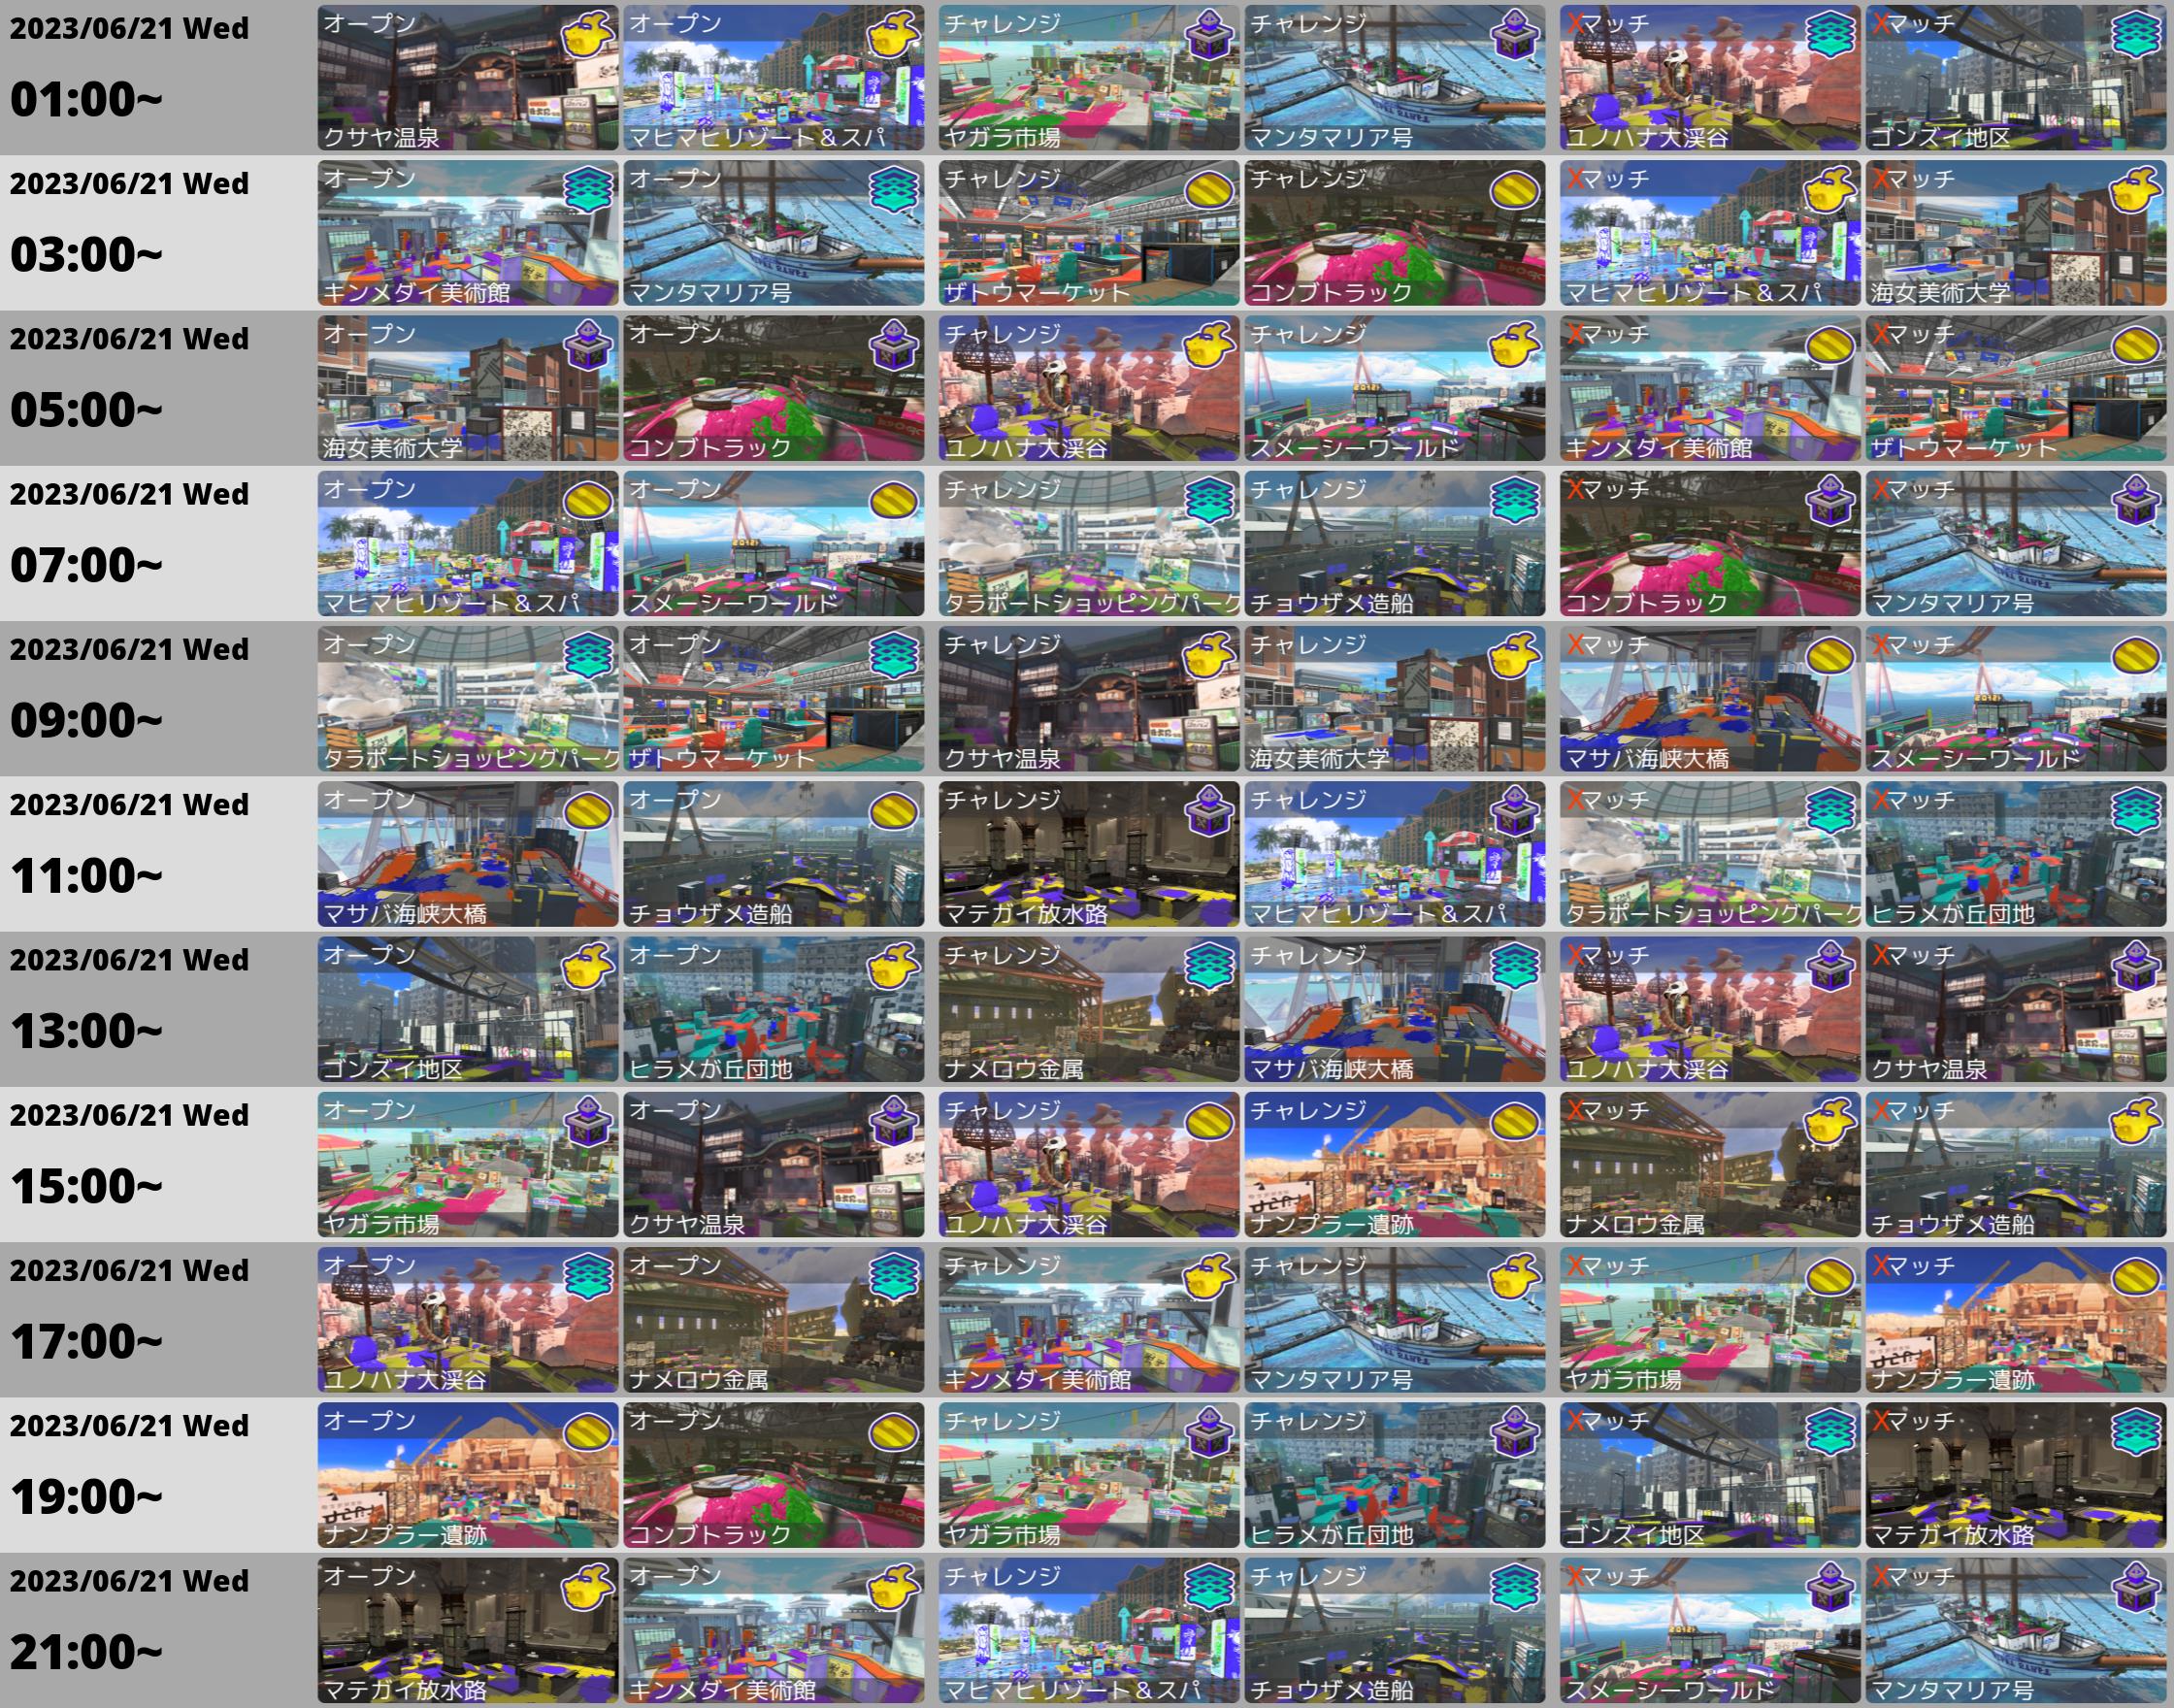 2023/06/21 Wed
01:00~
オープン オープン チャレンジ チャレンジ Xマッチ Xマッチ
クサヤ温泉 マヒマヒリゾート＆スパ ヤガラ市場 マンタマリア号 ユノハナ大渓谷 ゴンズイ地区
2023/06/21 Wed
03:00~
オープン オープン チャレンジ チャレンジ Xマッチ Xマッチ
キンメダイ美術館 マンタマリア号 ザトウマーケット コンブトラック マヒマヒリゾート＆スパ 海女美術大学
2023/06/21 Wed
05:00~
オープン オープン チャレンジ チャレンジ Xマッチ Xマッチ
海女美術大学 コンブトラック ユノハナ大渓谷 スメーシーワールド キンメダイ美術館 ザトウマーケット
2023/06/21 Wed
07:00~
オープン オープン チャレンジ チャレンジ Xマッチ Xマッチ
マヒマヒリゾート＆スパ スメーシーワールド タラポートショッピングパーク チョウザメ造船 コンブトラック マンタマリア号
2023/06/21 Wed
09:00~
オープン オープン チャレンジ チャレンジ Xマッチ Xマッチ
タラポートショッピングパーク ザトウマーケット クサヤ温泉 海女美術大学 マサバ海峡大橋 スメーシーワールド
2023/06/21 Wed
11:00~
オープン オープン チャレンジ チャレンジ Xマッチ Xマッチ
マサバ海峡大橋 チョウザメ造船 マテガイ放水路 マヒマヒリゾート＆スパ タラポートショッピングパーク ヒラメが丘団地
2023/06/21 Wed
13:00~
オープン オープン チャレンジ チャレンジ Xマッチ Xマッチ
ゴンズイ地区 ヒラメが丘団地 ナメロウ金属 マサバ海峡大橋 ユノハナ大渓谷 クサヤ温泉
2023/06/21 Wed
15:00~
オープン オープン チャレンジ チャレンジ Xマッチ Xマッチ
ヤガラ市場 クサヤ温泉 ユノハナ大渓谷 ナンプラー遺跡 ナメロウ金属 チョウザメ造船
2023/06/21 Wed
17:00~
オープン オープン チャレンジ チャレンジ Xマッチ Xマッチ
ユノハナ大渓谷 ナメロウ金属 キンメダイ美術館 マンタマリア号 ヤガラ市場 ナンプラー遺跡
2023/06/21 Wed
19:00~
オープン オープン チャレンジ チャレンジ Xマッチ Xマッチ
ナンプラー遺跡 コンブトラック ヤガラ市場 ヒラメが丘団地 ゴンズイ地区 マテガイ放水路
2023/06/21 Wed
21:00~
オープン オープン チャレンジ チャレンジ Xマッチ Xマッチ
マテガイ放水路 キンメダイ美術館 マヒマヒリゾート＆スパ チョウザメ造船 スメーシーワールド マンタマリア号